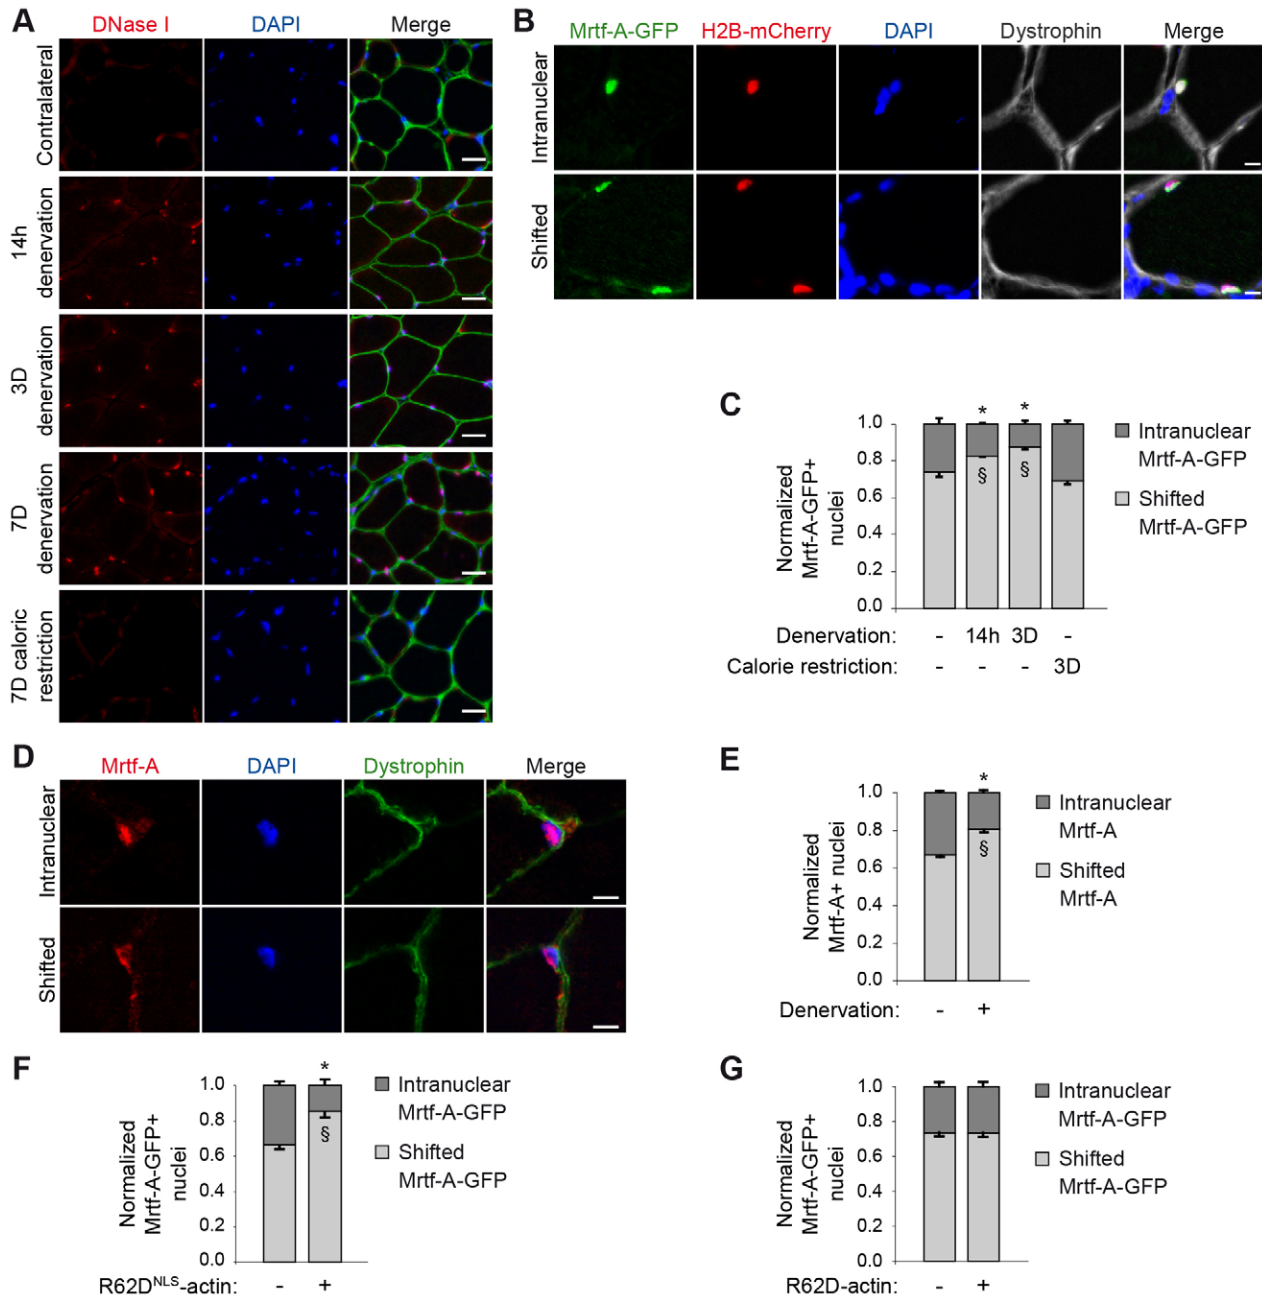 A
DNase I DAPI Merge
Contralateral
14h
denervation
3D
denervation
7D
denervation
7D caloric
restriction
B
Mrtf-A-GFP H2B-mCherry DAPI Dystrophin Merge
Intranuclear
Shifted
C
Normalized
Mrtf-A-GFP+
nuclei
1.0
0.8
0.6
0.4
0.2
0.0
* *
§ §
Intranuclear
Mrtf-A-GFP
Shifted
Mrtf-A-GFP
Denervation: - 14h 3D -
Calorie restriction: - - - 3D
D
Mrtf-A DAPI Dystrophin Merge
Intranuclear
Shifted
E
Normalized
Mrtf-A+ nuclei
1.0
0.8
0.6
0.4
0.2
0.0
*
§
Intranuclear
Mrtf-A
Shifted
Mrtf-A
Denervation: - +
F
Normalized
Mrtf-A-GFP+
nuclei
1.0
0.8
0.6
0.4
0.2
0.0
*
§
Intranuclear
Mrtf-A-GFP
Shifted
Mrtf-A-GFP
R62D^NLS-actin: - +
G
Normalized
Mrtf-A-GFP+
nuclei
1.0
0.8
0.6
0.4
0.2
0.0
Intranuclear
Mrtf-A-GFP
Shifted
Mrtf-A-GFP
R62D-actin: - +